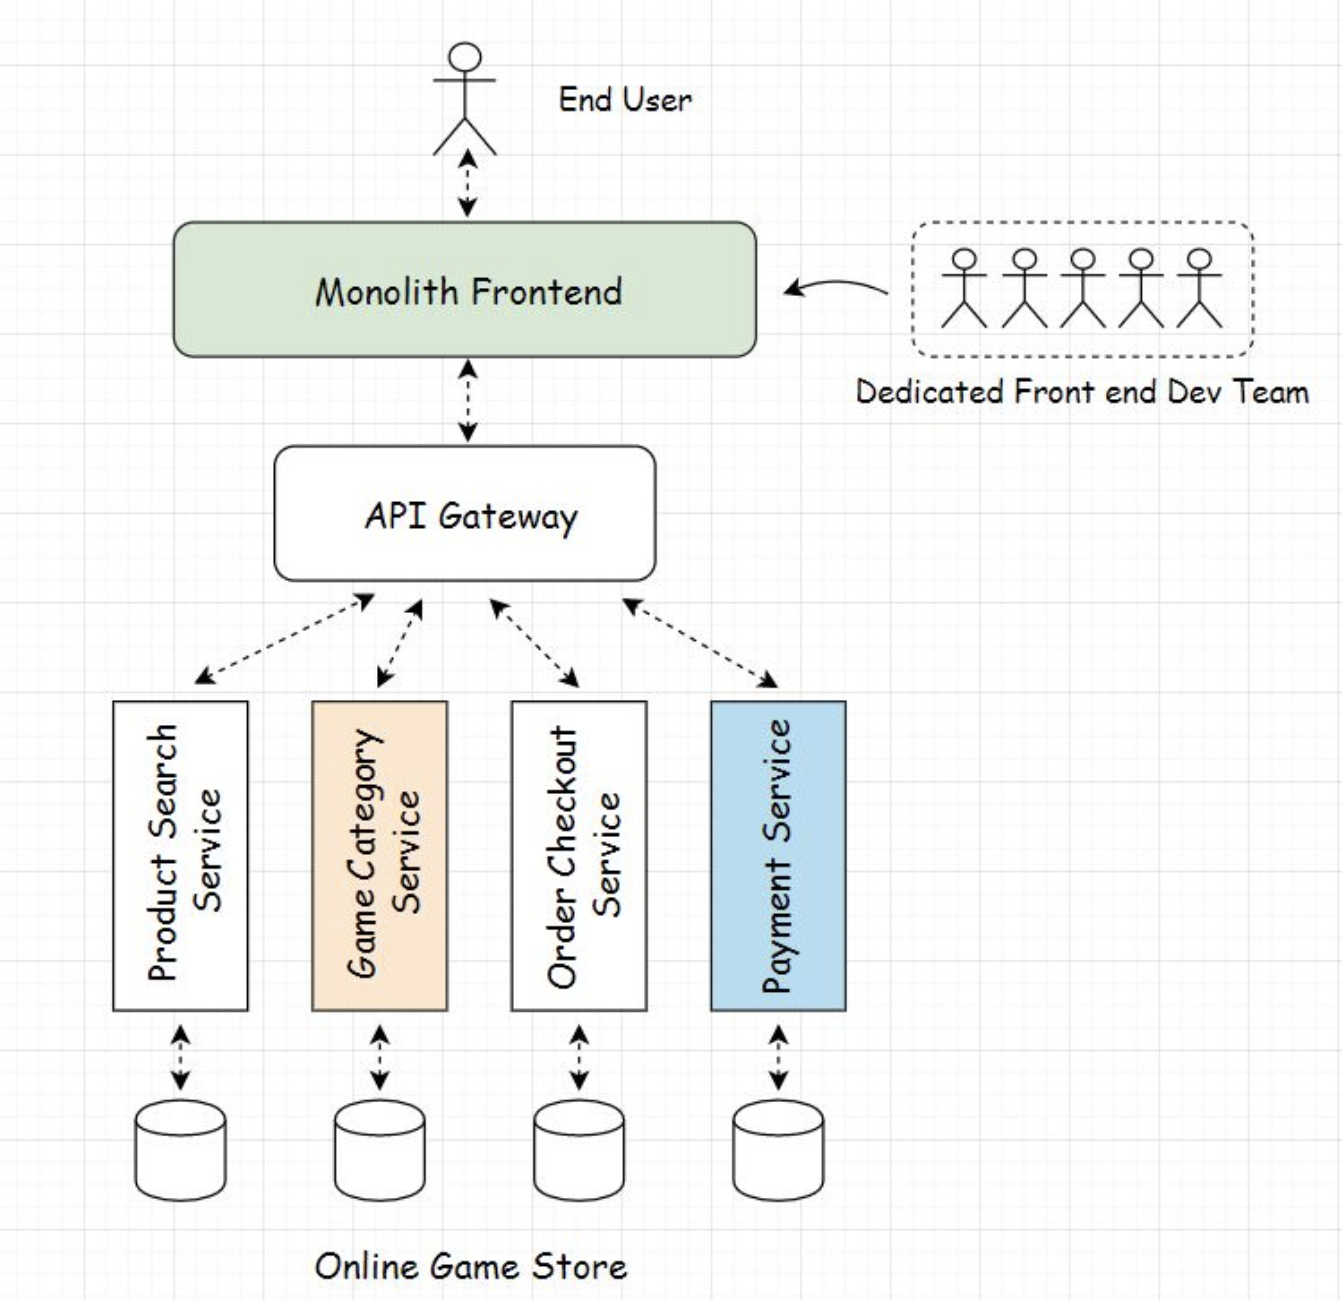 End User
Monolith Frontend
Dedicated Front end Dev Team
API Gateway
Product Search
Service
Game Category
Service
Order Checkout
Service
Payment Service
Online Game Store